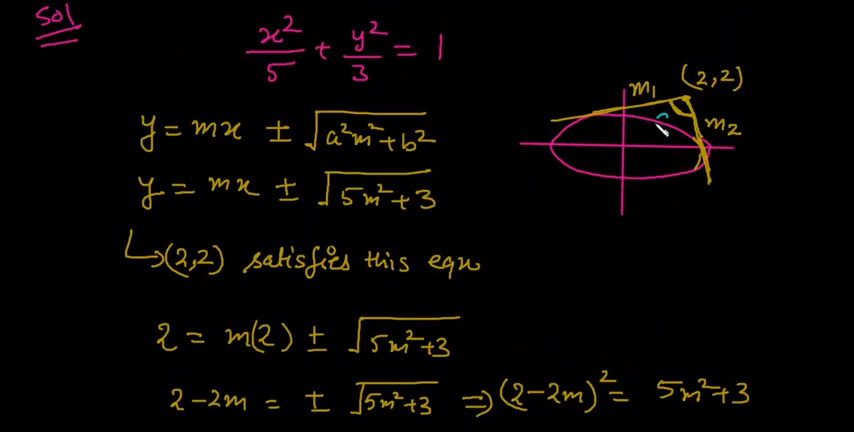 Sol
x²/5 + y²/3 = 1
(2,2)
m₁
m₂
y = mx ± √(a²m²+b²)
y = mx ± √(5m²+3)
↳(2,2) satisfies this equn
2 = m(2) ± √(5m²+3)
2-2m = ± √(5m²+3) ⇒ (2-2m)² = 5m²+3